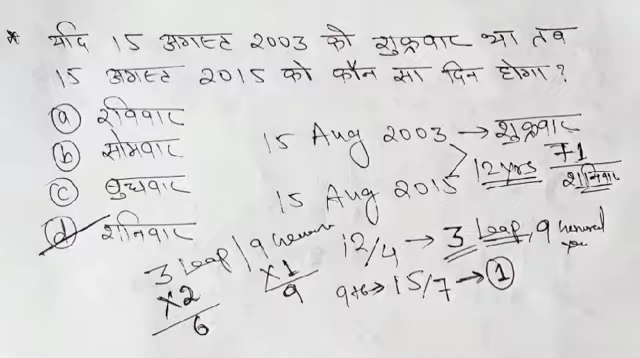 * यदि 15 अगस्ट 2003 को शुक्रवार था तब
15 अगस्ट 2015 को कौन सा दिन होगा?
(a) रविवार
(b) सोमवार
(c) बुधवार
(d) शनिवार
15 Aug 2003 → शुक्रवार
15 Aug 2015
12 yrs
+1
शनिवार
12/4 → 3 leap, 9
3 leap / 9
×2
6
×1
9
9+6 → 15/7 → 1